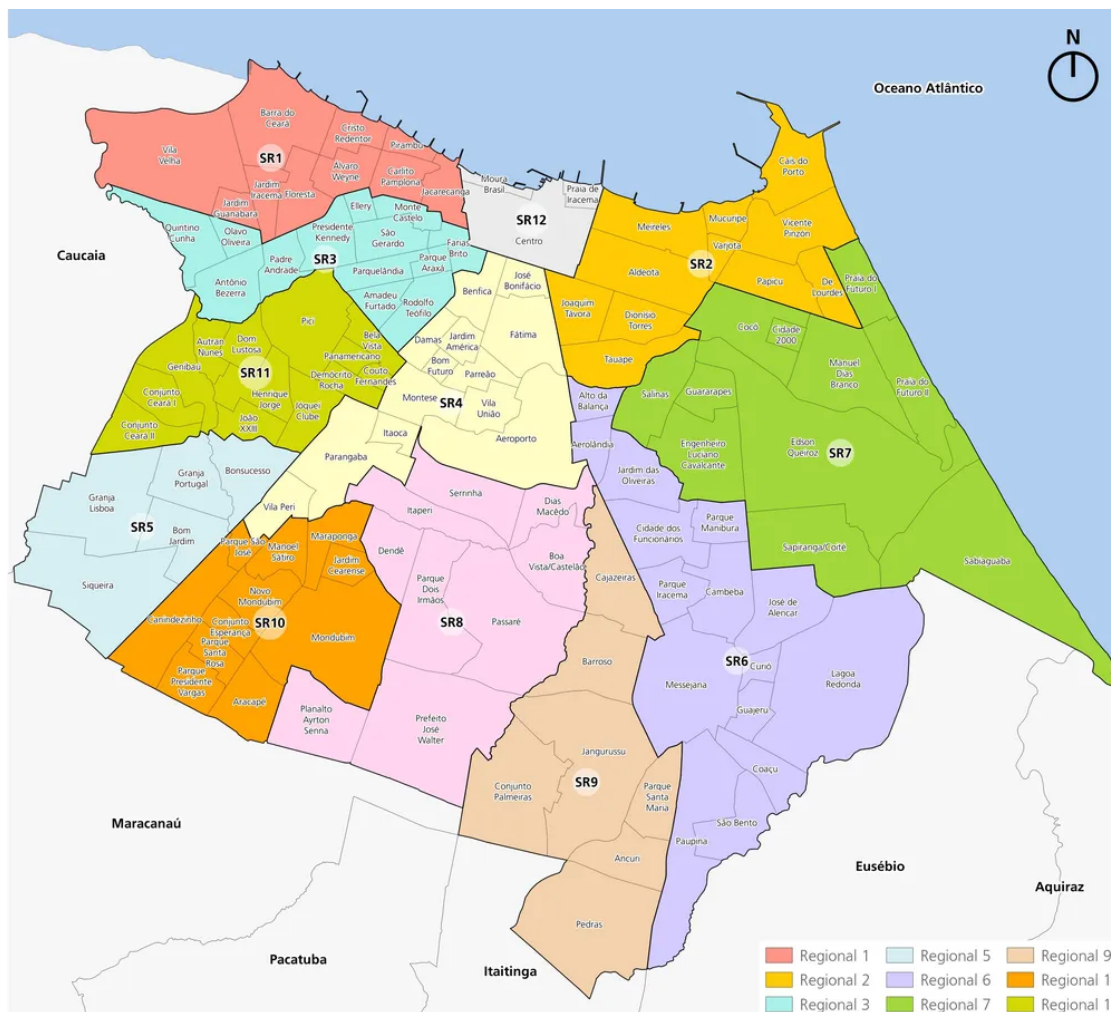 N
Oceano Atlântico
Caucaia
Maracanaú
Pacatuba
Itaitinga
Eusébio
Aquiraz
SR1
Vila
Velha
Barra do
Ceará
Cristo
Redentor
Pirambu
Jardim
Iracema
Floresta
Álvaro
Weyne
Carlito
Pamplona
Jacarecanga
Jardim
Guanabara
SR12
Moura
Brasil
Praia de
Iracema
Centro
SR2
Cais do
Porto
Meireles
Mucuripe
Vicente
Pinzón
Varjota
Aldeota
Papicu
De
Lourdes
Joaquim
Távora
Dionísio
Torres
Tauape
SR3
Quintino
Cunha
Olavo
Oliveira
Ellery
Monte
Castelo
Presidente
Kennedy
São
Gerardo
Farias
Brito
Padre
Andrade
Parque
Araxá
Parquelândia
Antônio
Bezerra
Amadeu
Furtado
Rodolfo
Teófilo
SR11
Pici
Autran
Nunes
Dom
Lustosa
Bela
Vista
Panamericano
Genibaú
Couto
Fernandes
Demócrito
Rocha
Henrique
Jorge
Jóquei
Clube
João
XXIII
Conjunto
Ceará I
Conjunto
Ceará II
SR4
José
Bonifácio
Benfica
Fátima
Damas
Jardim
América
Bom
Futuro
Parreão
Montese
Vila
União
Aeroporto
Itaoca
Parangaba
Vila Peri
SR5
Bonsucesso
Granja
Portugal
Granja
Lisboa
Bom
Jardim
Siqueira
SR10
Parque São
José
Manoel
Sátiro
Maraponga
Jardim
Cearense
Novo
Mondubim
Canindezinho
Conjunto
Esperança
Mondubim
Parque
Santa
Rosa
Parque
Presidente
Vargas
Aracapé
SR8
Serrinha
Itaperi
Dias
Macêdo
Dendê
Boa
Vista/Castelão
Parque
Dois
Irmãos
Passaré
Planalto
Ayrton
Senna
Prefeito
José
Walter
SR7
Praia do
Futuro I
Cocó
Cidade
2000
Manuel
Dias
Branco
Praia do
Futuro II
Salinas
Guararapes
Engenheiro
Luciano
Cavalcante
Edson
Queiroz
Sapiranga/Coité
Sabiaguaba
SR6
Alto da
Balança
Aerolândia
Jardim das
Oliveiras
Cidade dos
Funcionários
Parque
Manibura
Parque
Iracema
Cambeba
José de
Alencar
Curió
Messejana
Guajeru
Lagoa
Redonda
Coaçu
São Bento
Paupina
SR9
Cajazeiras
Barroso
Jangurussu
Conjunto
Palmeiras
Parque
Santa
Maria
Ancuri
Pedras
Regional 1
Regional 2
Regional 3
Regional 5
Regional 6
Regional 7
Regional 9
Regional 1
Regional 1